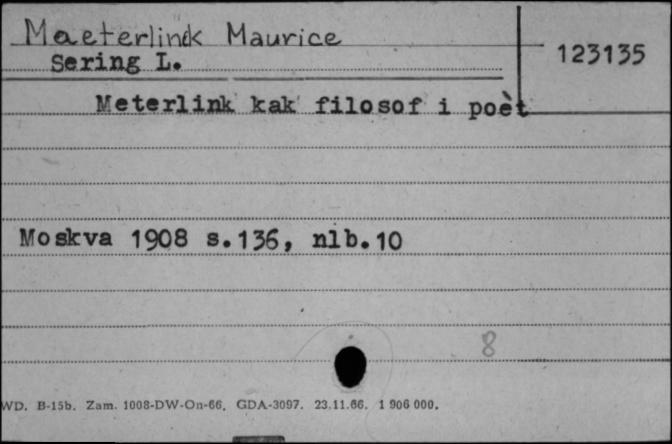 Maeterlinck Maurice
123135
Sering L.
Meterlink kak filosof i poèt
Moskva 1908 s.136, nlb.10
8
WD. B-15b. Zam. 1008-DW-On-66. GDA-3097. 23.11.66. 1 906 000.